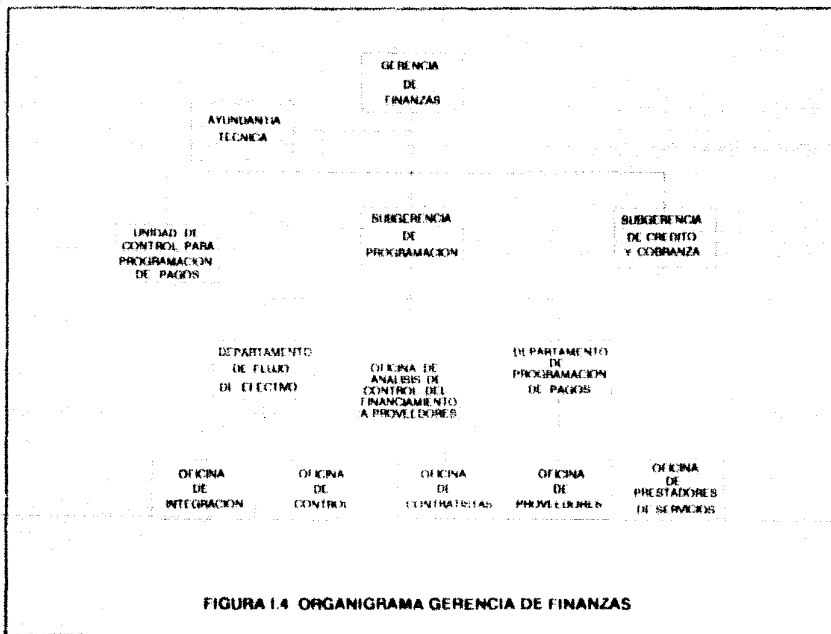 GERENCIA
DE
FINANZAS
AYUNDANTIA
TECNICA
UNIDAD DE
CONTROL PARA
PROGRAMACION
DE PAGOS
SUBGERENCIA
DE
PROGRAMACION
SUBGERENCIA
DE CREDITO
Y COBRANZA
DEPARTAMENTO
DE FLUJO
DE EFECTIVO
OFICINA DE
ANALISIS DE
CONTROL DEL
FINANCIAMIENTO
A PROVEEDORES
DEPARTAMENTO
DE
PROGRAMACION
DE PAGOS
OFICINA
DE
INTEGRACION
OFICINA
DE
CONTROL
OFICINA
DE
CONTRATISTAS
OFICINA
DE
PROVEEDORES
OFICINA
DE
PRESTADORES
DE SERVICIOS
FIGURA I.4 ORGANIGRAMA GERENCIA DE FINANZAS